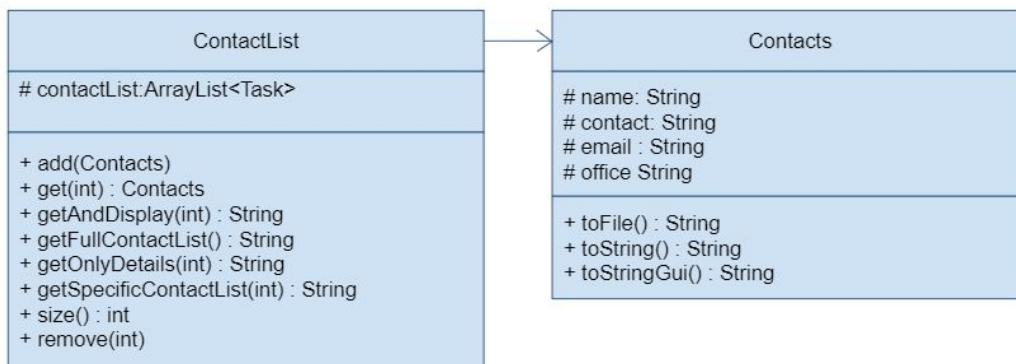 ContactList
# contactList:ArrayList<Task>
+ add(Contacts)
+ get(int) : Contacts
+ getAndDisplay(int) : String
+ getFullContactList() : String
+ getOnlyDetails(int) : String
+ getSpecificContactList(int) : String
+ size() : int
+ remove(int)
Contacts
# name: String
# contact: String
# email : String
# office String
+ toFile() : String
+ toString() : String
+ toStringGui() : String